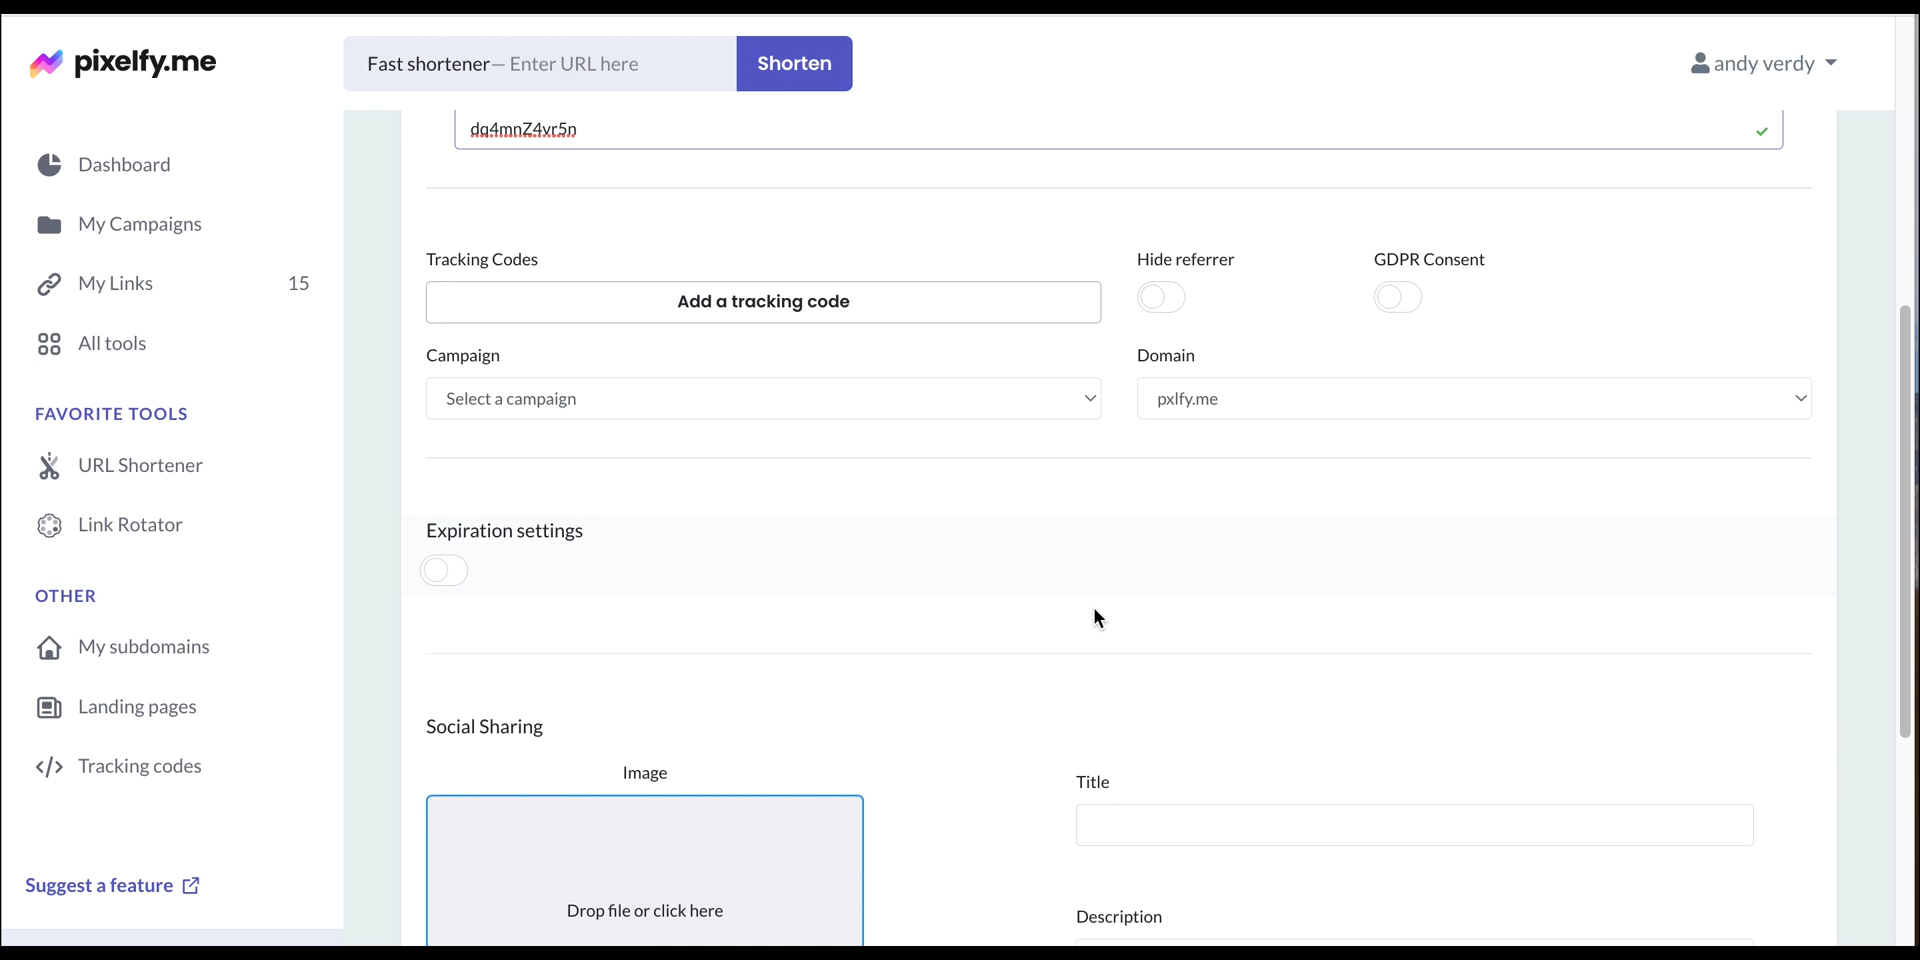 pixelfy.me
Fast shortener— Enter URL here
Shorten
andy verdy
Dashboard
My Campaigns
My Links 15
All tools
FAVORITE TOOLS
URL Shortener
Link Rotator
OTHER
My subdomains
Landing pages
Tracking codes
Suggest a feature
dq4mnZ4vr5n
Tracking Codes
Add a tracking code
Hide referrer
GDPR Consent
Campaign
Select a campaign
Domain
pxlfy.me
Expiration settings
Social Sharing
Image
Drop file or click here
Title
Description